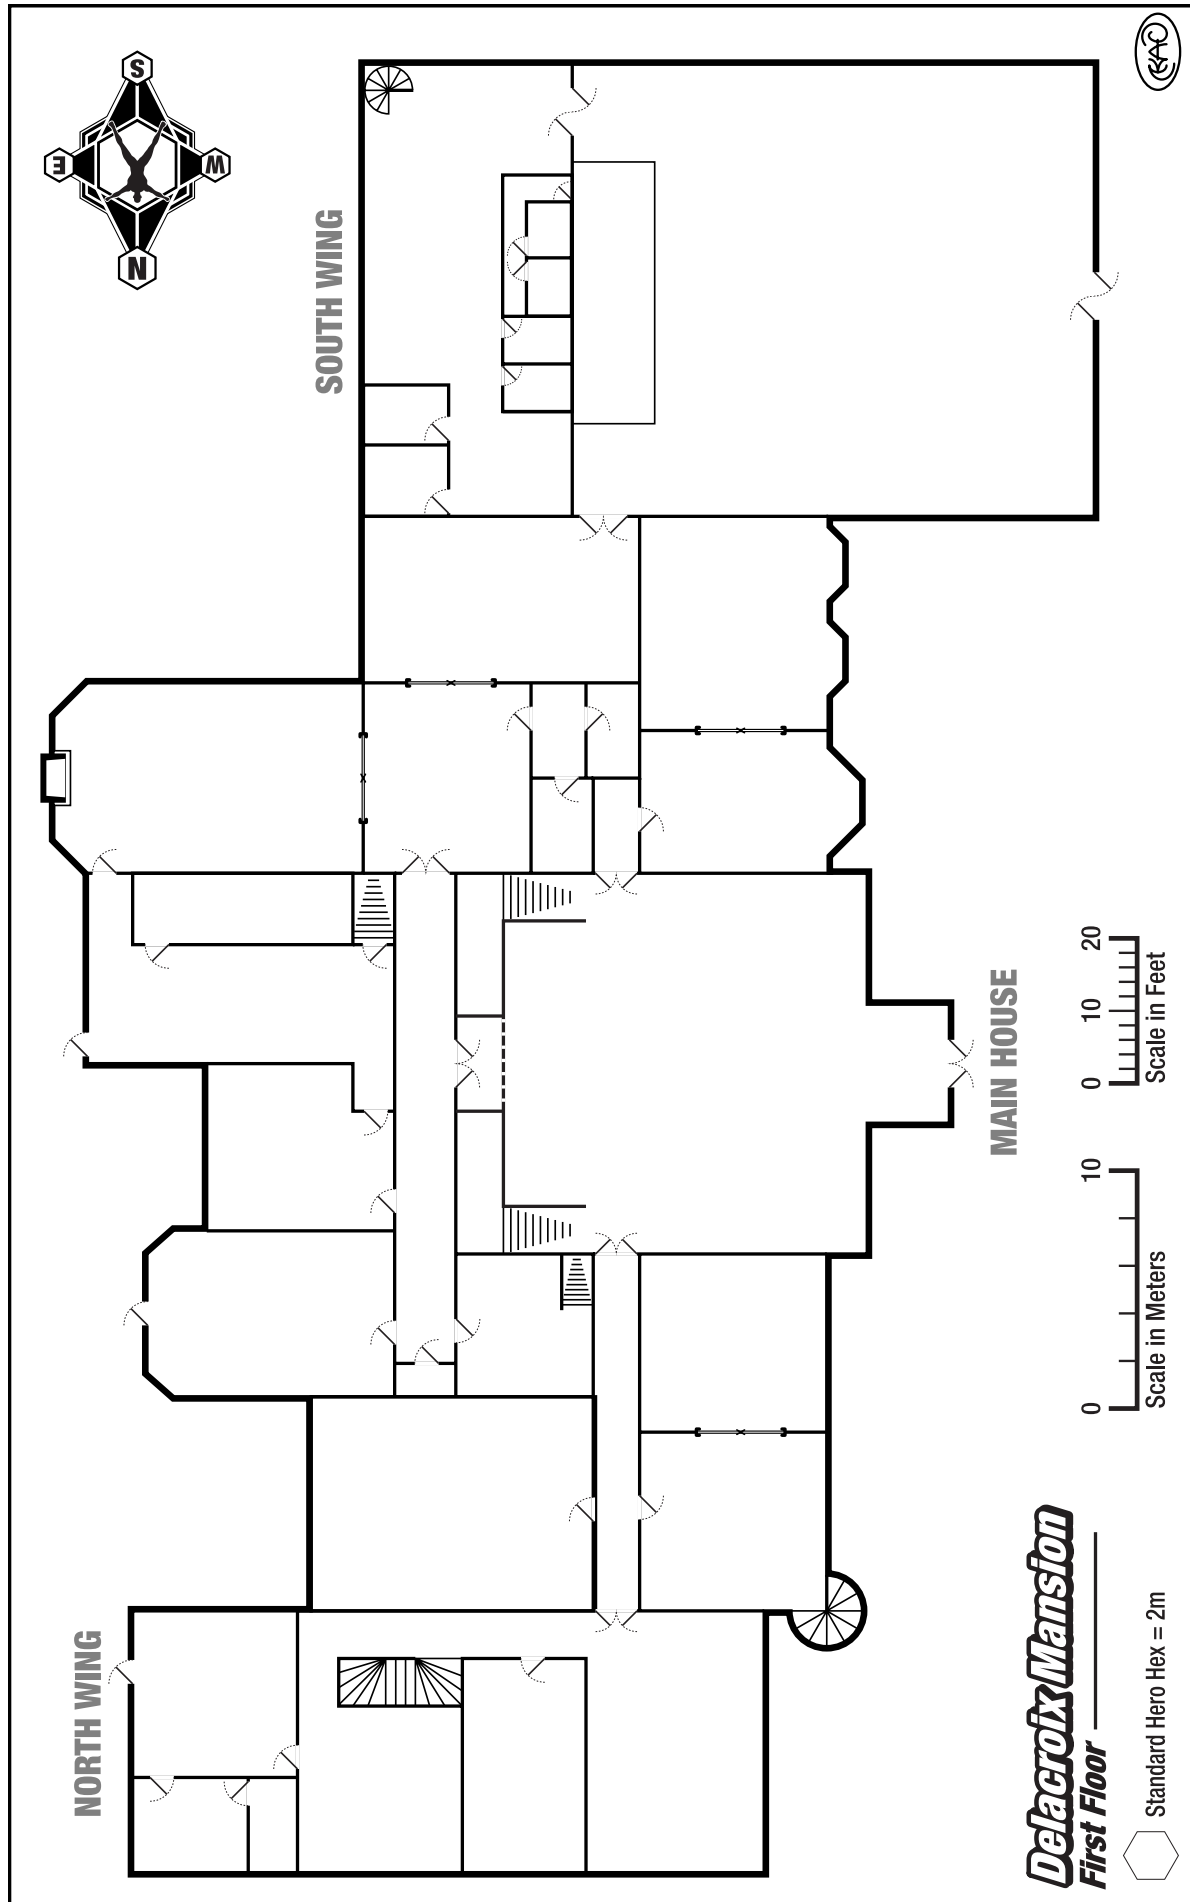 S
E
W
N
SOUTH WING
NORTH WING
MAIN HOUSE
Delacroix Mansion
First Floor
Standard Hero Hex = 2m
0 10
Scale in Meters
0 10 20
Scale in Feet